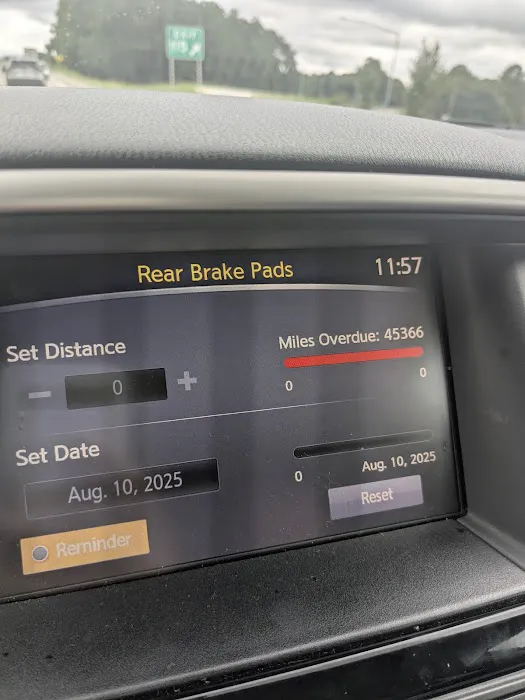 EXIT
Rear Brake Pads
11:57
Set Distance
Miles Overdue: 45366
−
0
+
0
0
Set Date
Aug. 10, 2025
0
Aug. 10, 2025
Reset
Reminder